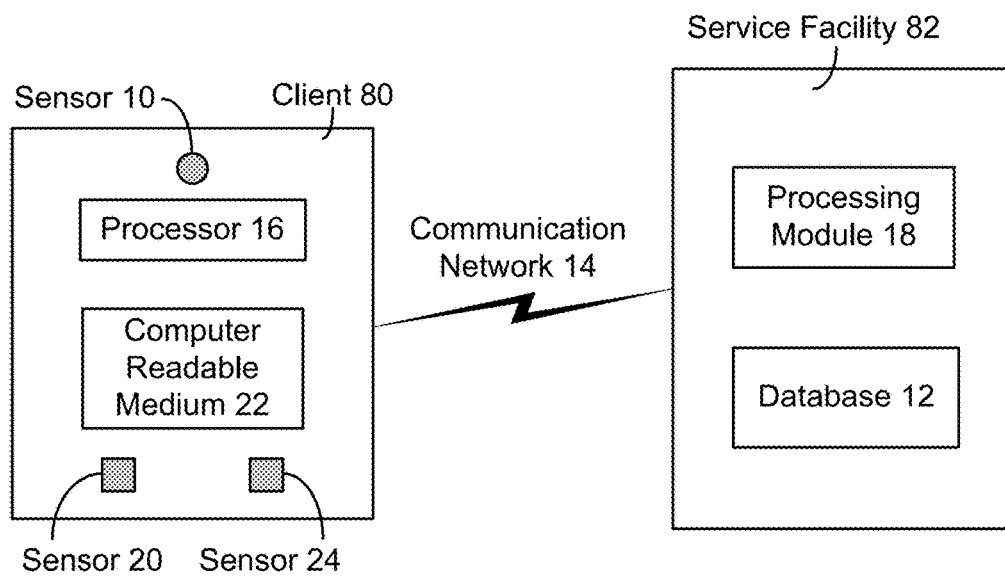 Service Facility 82
Sensor 10
Client 80
Processor 16
Computer
Readable
Medium 22
Sensor 20
Sensor 24
Communication
Network 14
Processing
Module 18
Database 12